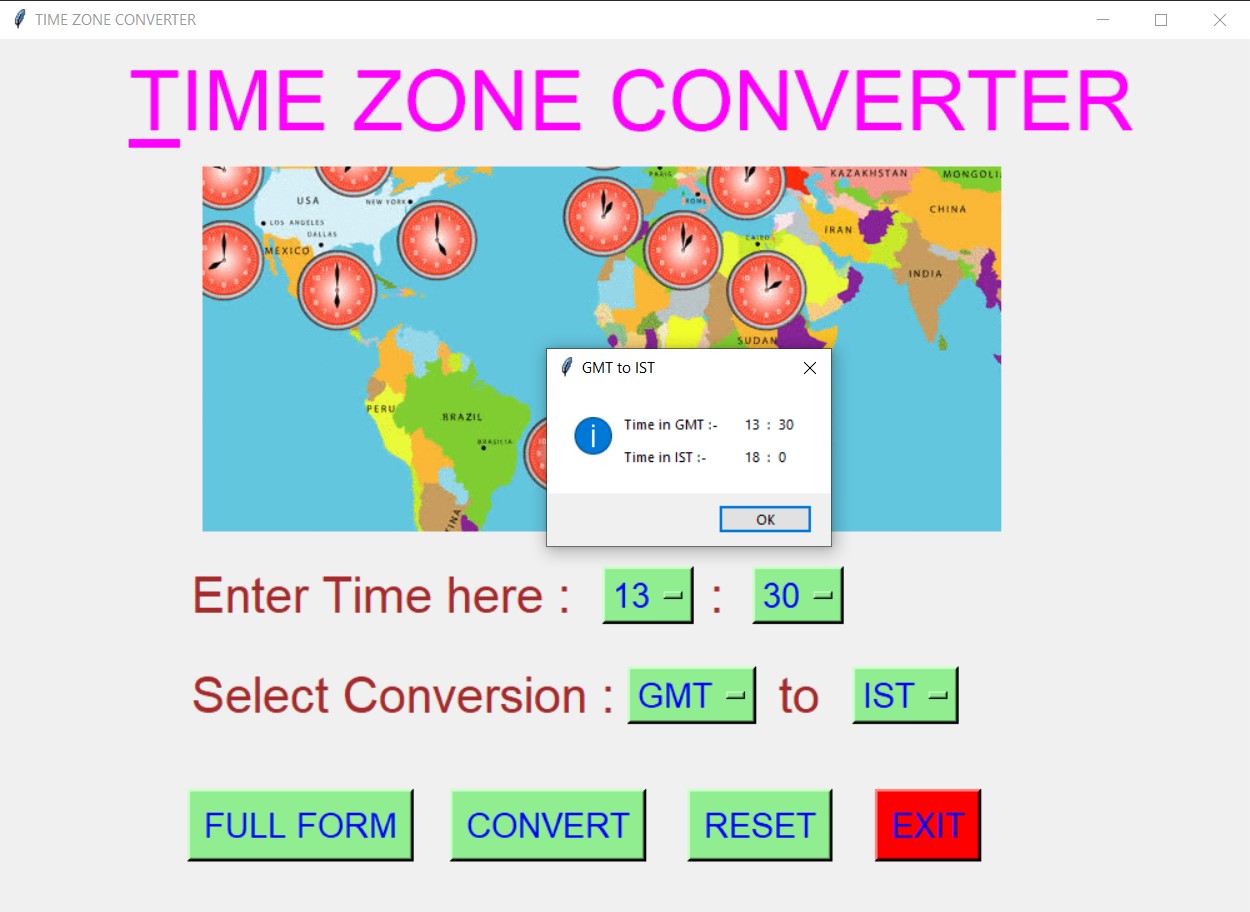 TIME ZONE CONVERTER
TIME ZONE CONVERTER
PARIS
KAZAKHSTAN
MONGOLI
USA
NEW YORK
ROME
CHINA
LOS ANGELES
DALLAS
CAIRO
IRAN
MEXICO
INDIA
SUDAN
GMT to IST
PERU
BRAZIL
BRASILIA
Time in GMT :- 13 : 30
Time in IST :- 18 : 0
OK
Enter Time here : 13 : 30
Select Conversion : GMT to IST
FULL FORM CONVERT RESET EXIT